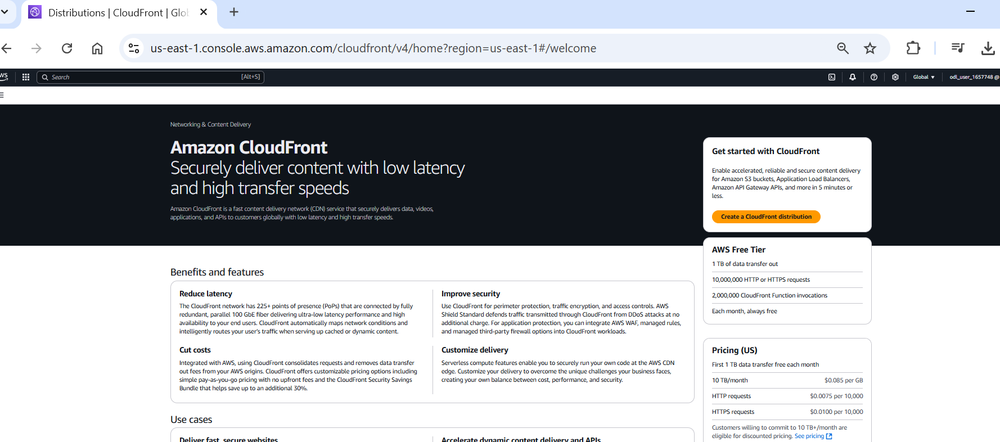 Distributions | CloudFront | Glo
us-east-1.console.aws.amazon.com/cloudfront/v4/home?region=us-east-1#/welcome
Search
[Alt+S]
Global
odl_user_1657748 @
Networking & Content Delivery
Amazon CloudFront
Securely deliver content with low latency
and high transfer speeds
Amazon CloudFront is a fast content delivery network (CDN) service that securely delivers data, videos,
applications, and APIs to customers globally with low latency and high transfer speeds.
Get started with CloudFront
Enable accelerated, reliable and secure content delivery
for Amazon S3 buckets, Application Load Balancers,
Amazon API Gateway APIs, and more in 5 minutes or
less.
Create a CloudFront distribution
AWS Free Tier
1 TB of data transfer out
10,000,000 HTTP or HTTPS requests
2,000,000 CloudFront Function invocations
Each month, always free
Benefits and features
Reduce latency
The CloudFront network has 225+ points of presence (PoPs) that are connected by fully
redundant, parallel 100 GbE fiber delivering ultra-low latency performance and high
availability to your end users. CloudFront automatically maps network conditions and
intelligently routes your user's traffic when serving up cached or dynamic content.
Improve security
Use CloudFront for perimeter protection, traffic encryption, and access controls. AWS
Shield Standard defends traffic transmitted through CloudFront from DDoS attacks at no
additional charge. For application protection, you can integrate AWS WAF, managed rules,
and managed third-party firewall options into CloudFront workloads.
Cut costs
Integrated with AWS, using CloudFront consolidates requests and removes data transfer
out fees from your AWS origins. CloudFront offers customizable pricing options including
simple pay-as-you-go pricing with no upfront fees and the CloudFront Security Savings
Bundle that helps save up to an additional 30%.
Customize delivery
Serverless compute features enable you to securely run your own code at the AWS CDN
edge. Customize your delivery to overcome the unique challenges your business faces,
creating your own balance between cost, performance, and security.
Pricing (US)
First 1 TB data transfer free each month
10 TB/month $0.085 per GB
HTTP requests $0.0075 per 10,000
HTTPS requests $0.0100 per 10,000
Customers willing to commit to 10 TB+/month are
eligible for discounted pricing. See pricing
Use cases
Deliver fast, secure websites
Accelerate dynamic content delivery and APIs